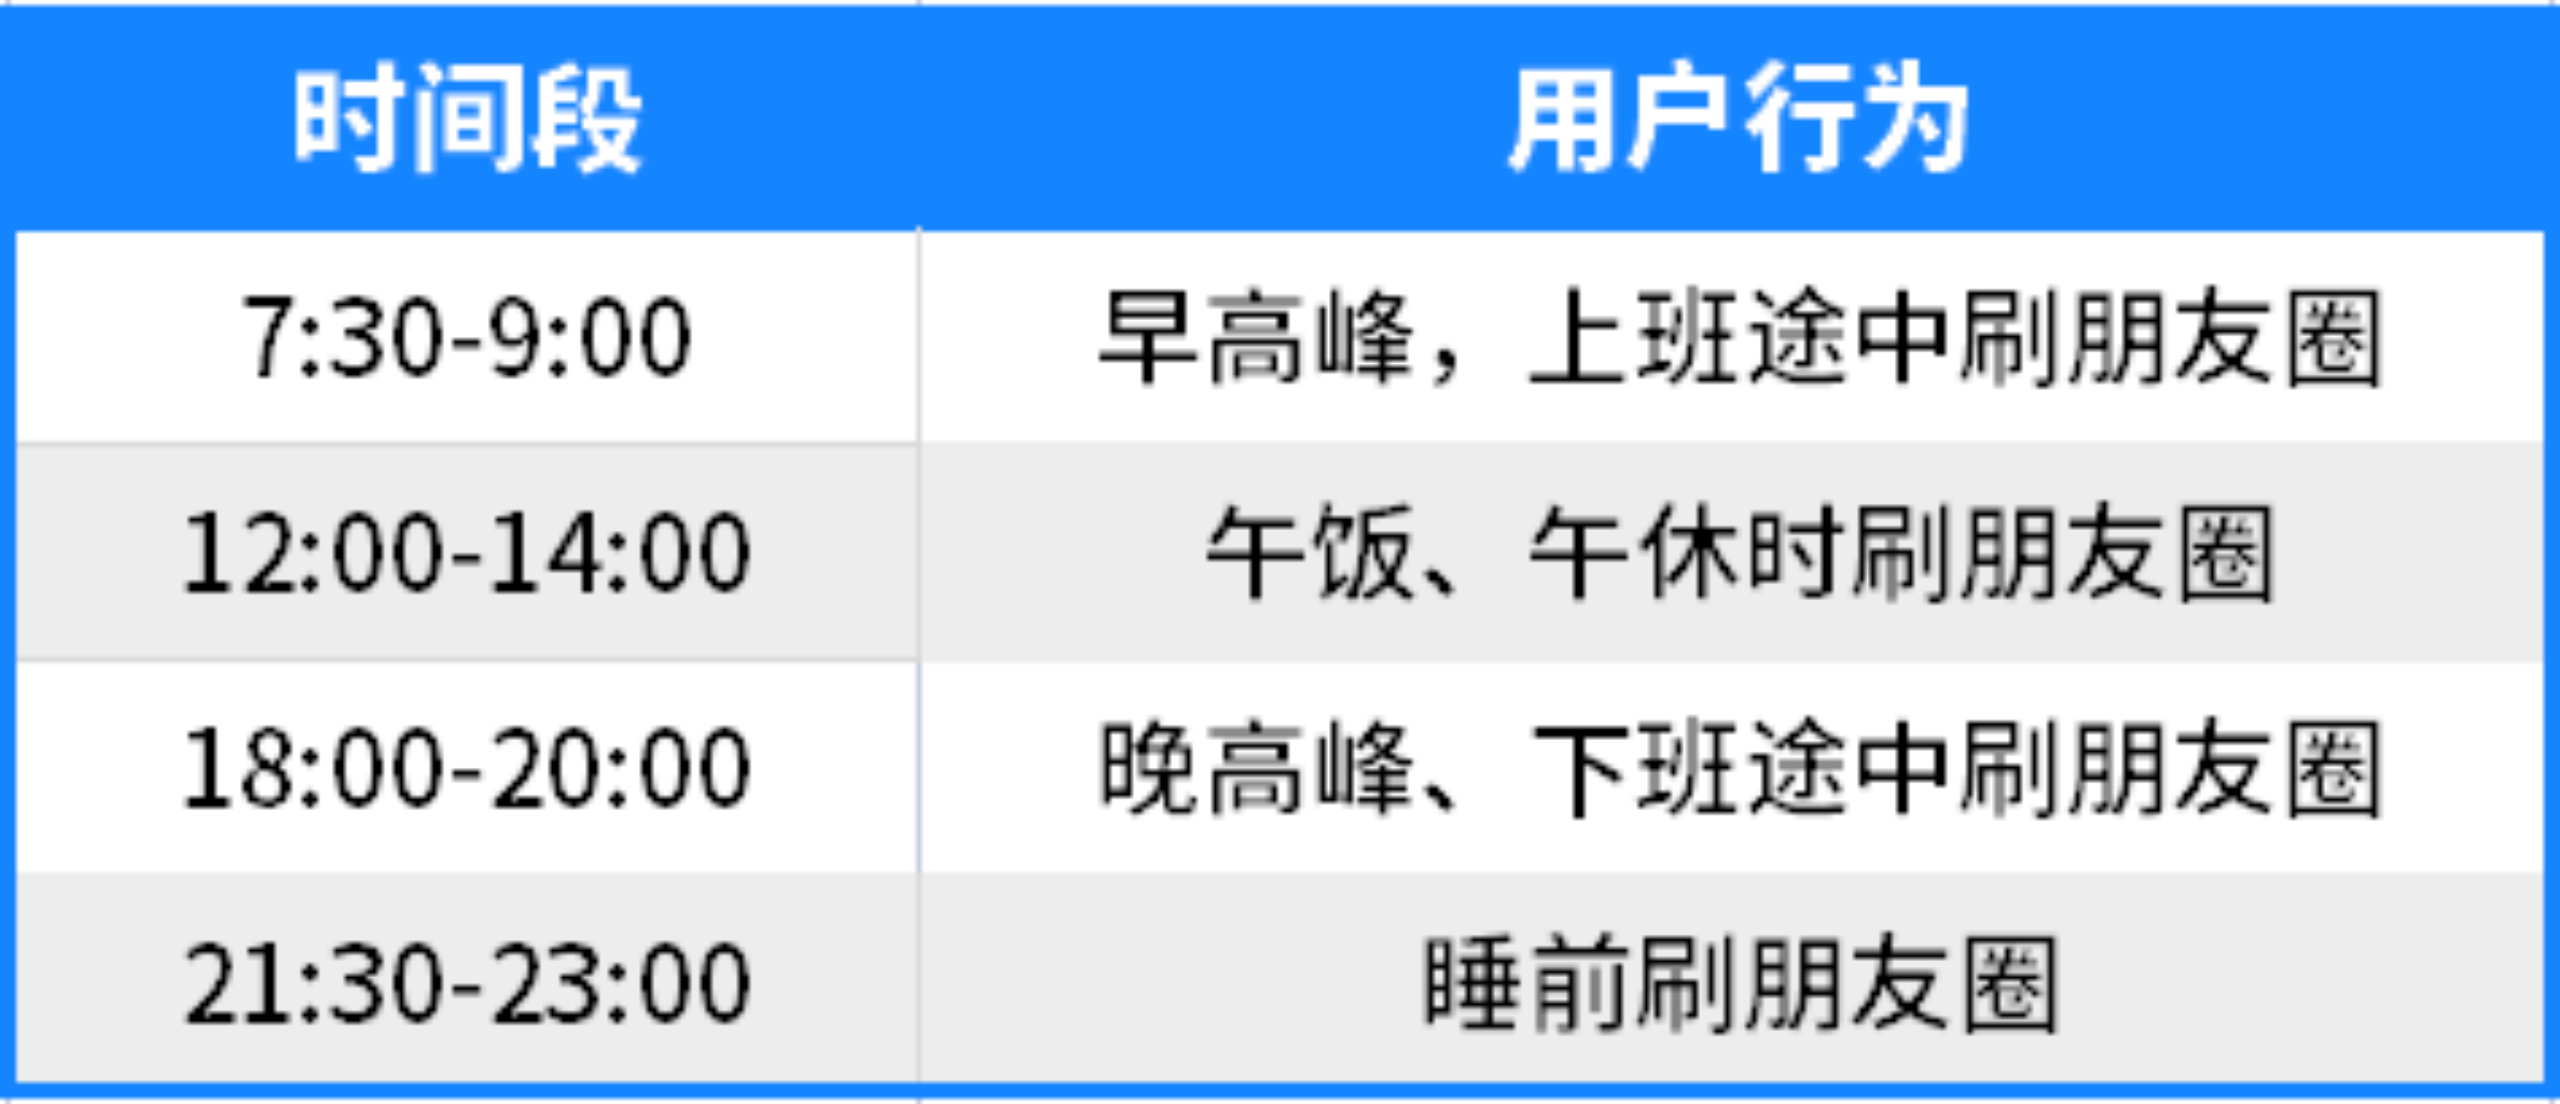 时间段 用户行为
7:30-9:00 早高峰，上班途中刷朋友圈
12:00-14:00 午饭、午休时刷朋友圈
18:00-20:00 晚高峰、下班途中刷朋友圈
21:30-23:00 睡前刷朋友圈